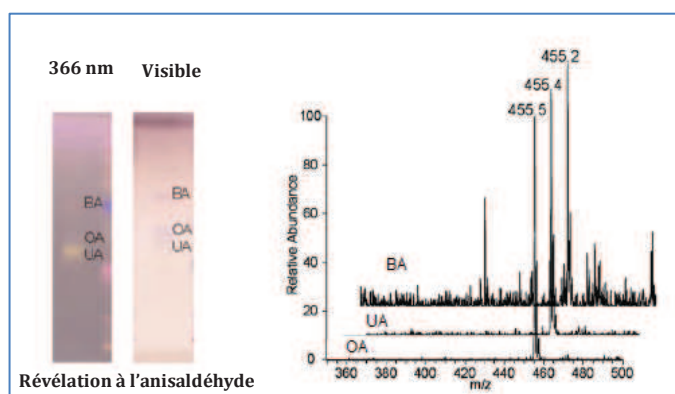 366 nm Visible
BA BA
OA OA
UA UA
Révélation à l'anisaldéhyde
455.2
455.4
455.5
100
80
60
40
20
0
Relative Abundance
BA
UA
OA
360 380 400 420 440 460 480 500
m/z